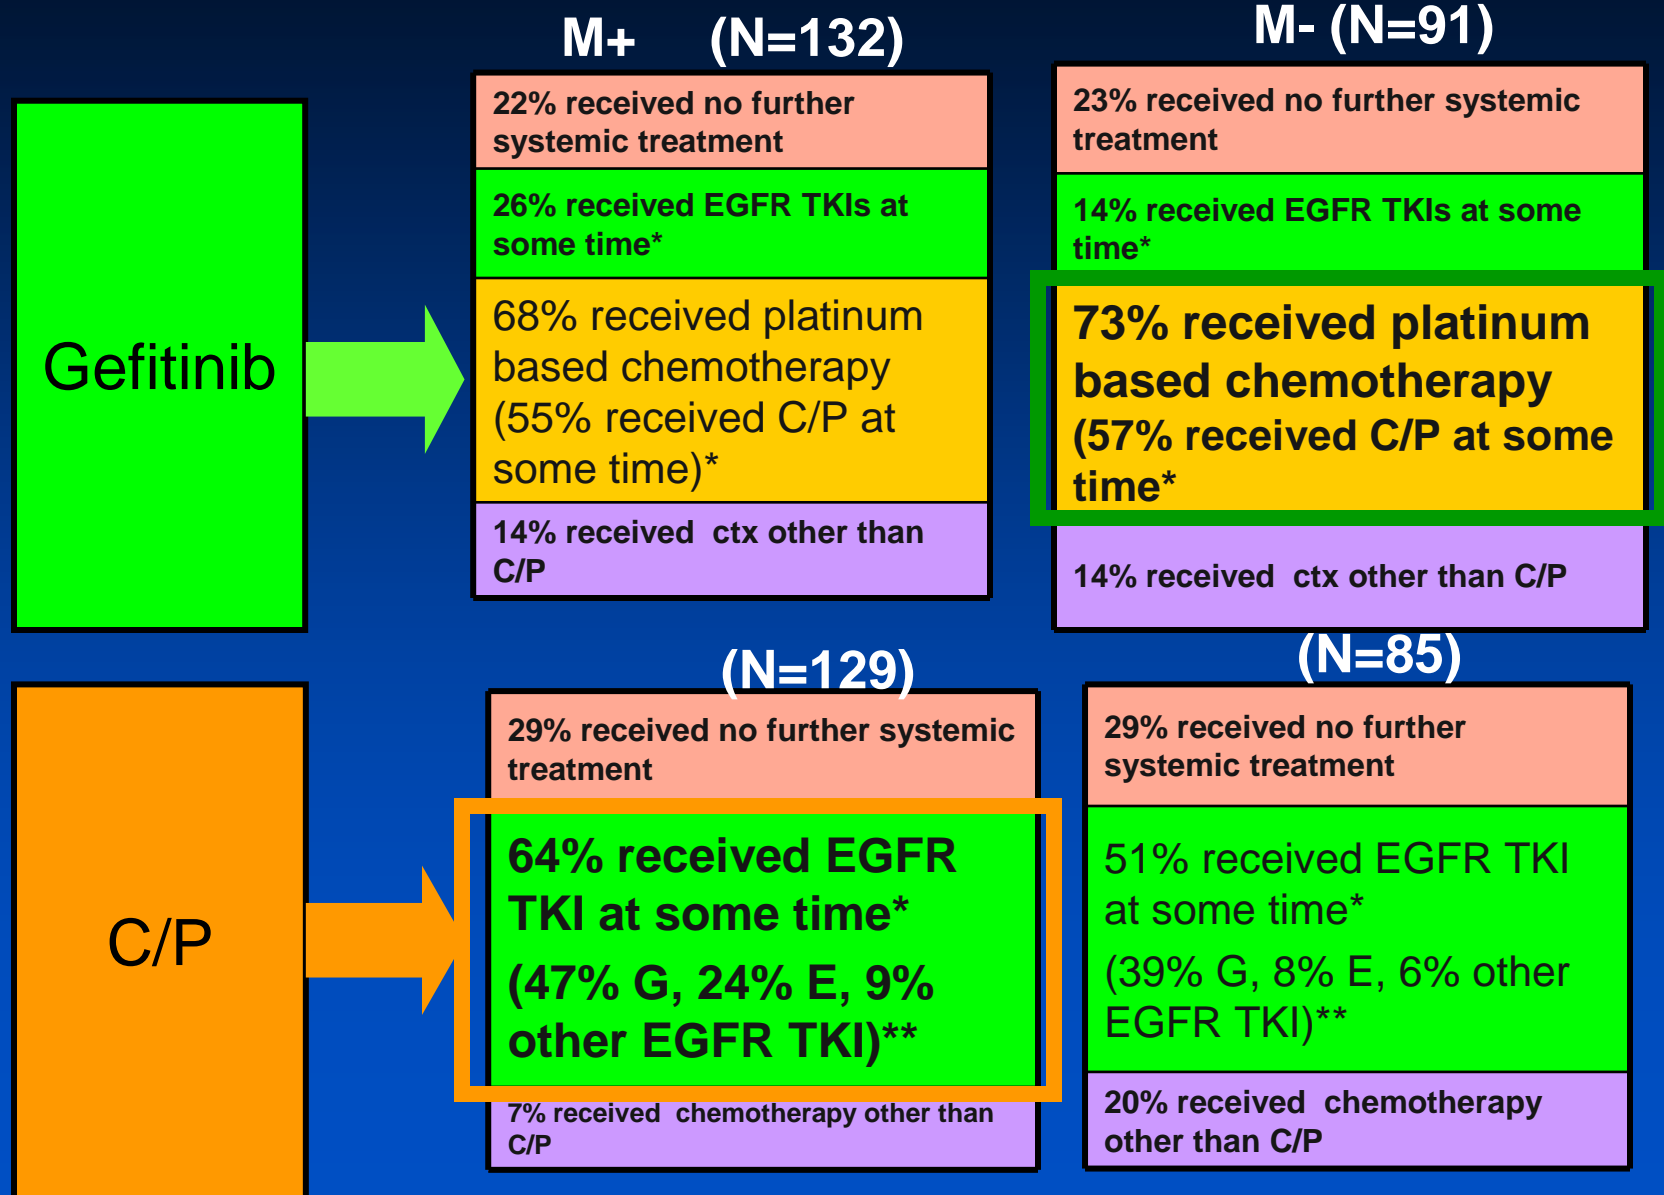 M+ (N=132)
M- (N=91)
Gefitinib
22% received no further
systemic treatment
26% received EGFR TKIs at
some time*
68% received platinum
based chemotherapy
(55% received C/P at
some time)*
14% received ctx other than
C/P
23% received no further systemic
treatment
14% received EGFR TKIs at some
time*
73% received platinum
based chemotherapy
(57% received C/P at some
time*
14% received ctx other than C/P
(N=129)
(N=85)
C/P
29% received no further systemic
treatment
64% received EGFR
TKI at some time*
(47% G, 24% E, 9%
other EGFR TKI)**
7% received chemotherapy other than
C/P
29% received no further
systemic treatment
51% received EGFR TKI
at some time*
(39% G, 8% E, 6% other
EGFR TKI)**
20% received chemotherapy
other than C/P